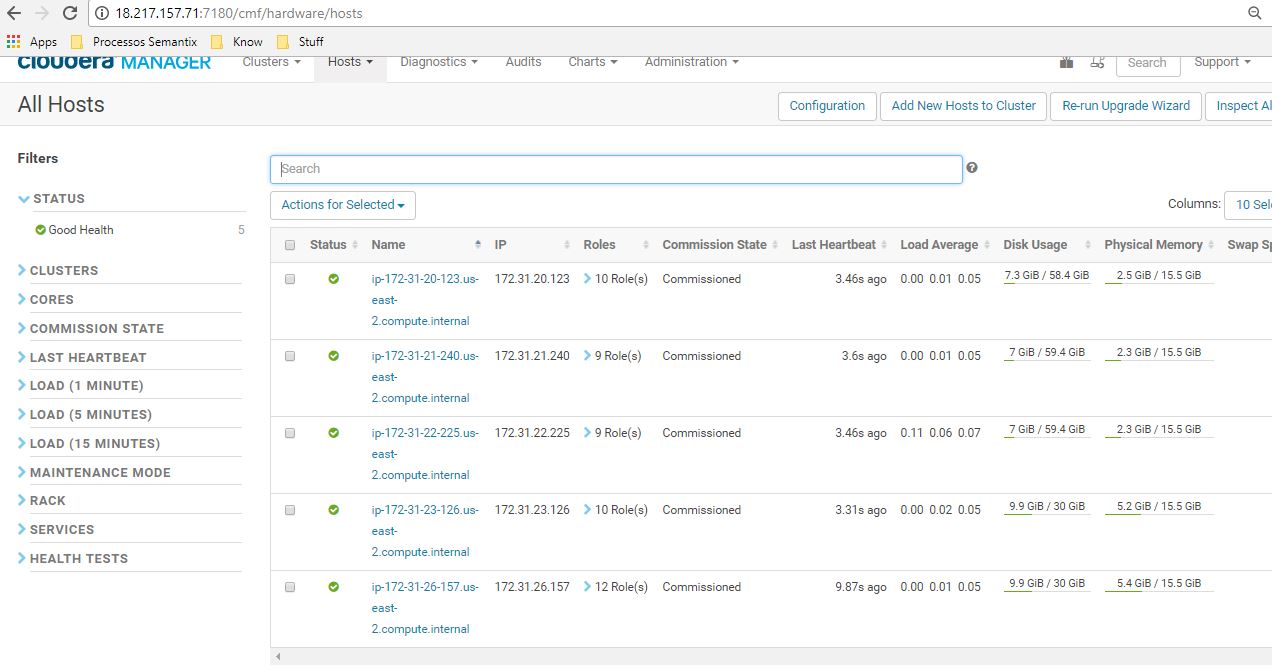 18.217.157.71:7180/cmf/hardware/hosts
Apps Processos Semantix Know Stuff
cloudera MANAGER Clusters Hosts Diagnostics Audits Charts Administration Search Support
All Hosts Configuration Add New Hosts to Cluster Re-run Upgrade Wizard Inspect Al
Filters
Search
STATUS
Good Health 5
CLUSTERS
CORES
COMMISSION STATE
LAST HEARTBEAT
LOAD (1 MINUTE)
LOAD (5 MINUTES)
LOAD (15 MINUTES)
MAINTENANCE MODE
RACK
SERVICES
HEALTH TESTS
Actions for Selected Columns: 10 Sele
Status Name IP Roles Commission State Last Heartbeat Load Average Disk Usage Physical Memory Swap Sp
ip-172-31-20-123.us- 172.31.20.123 10 Role(s) Commissioned 3.46s ago 0.00 0.01 0.05 7.3 GiB / 58.4 GiB 2.5 GiB / 15.5 GiB
east-
2.compute.internal
ip-172-31-21-240.us- 172.31.21.240 9 Role(s) Commissioned 3.6s ago 0.00 0.01 0.05 7 GiB / 59.4 GiB 2.3 GiB / 15.5 GiB
east-
2.compute.internal
ip-172-31-22-225.us- 172.31.22.225 9 Role(s) Commissioned 3.46s ago 0.11 0.06 0.07 7 GiB / 59.4 GiB 2.3 GiB / 15.5 GiB
east-
2.compute.internal
ip-172-31-23-126.us- 172.31.23.126 10 Role(s) Commissioned 3.31s ago 0.00 0.02 0.05 9.9 GiB / 30 GiB 5.2 GiB / 15.5 GiB
east-
2.compute.internal
ip-172-31-26-157.us- 172.31.26.157 12 Role(s) Commissioned 9.87s ago 0.00 0.01 0.05 9.9 GiB / 30 GiB 5.4 GiB / 15.5 GiB
east-
2.compute.internal